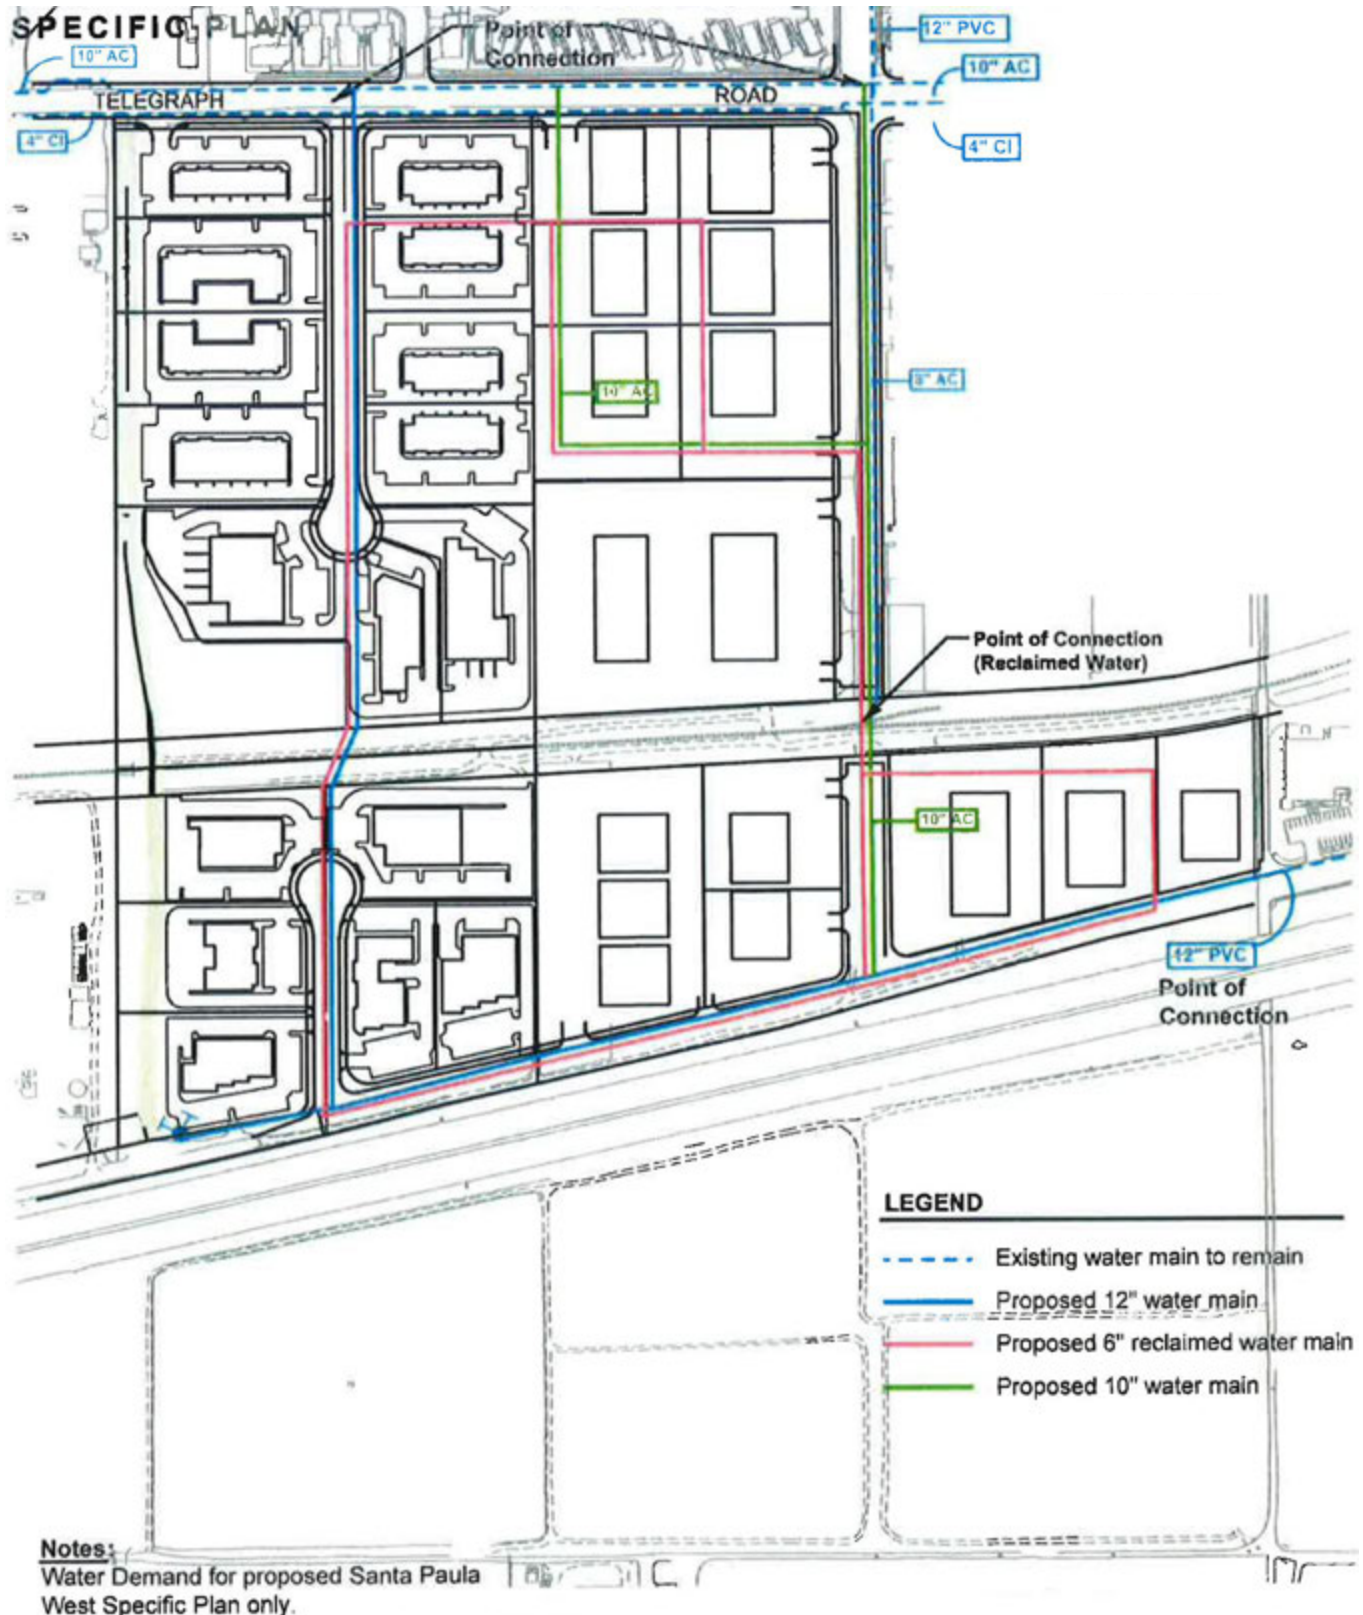 SPECIFIC PLAN
Point of
Connection
12" PVC
10" AC
10" AC
TELEGRAPH
ROAD
4" CI
4" CI
8" AC
10" AC
Point of Connection
(Reclaimed Water)
10" AC
12" PVC
Point of
Connection
LEGEND
Existing water main to remain
Proposed 12" water main
Proposed 6" reclaimed water main
Proposed 10" water main
Notes:
Water Demand for proposed Santa Paula
West Specific Plan only.